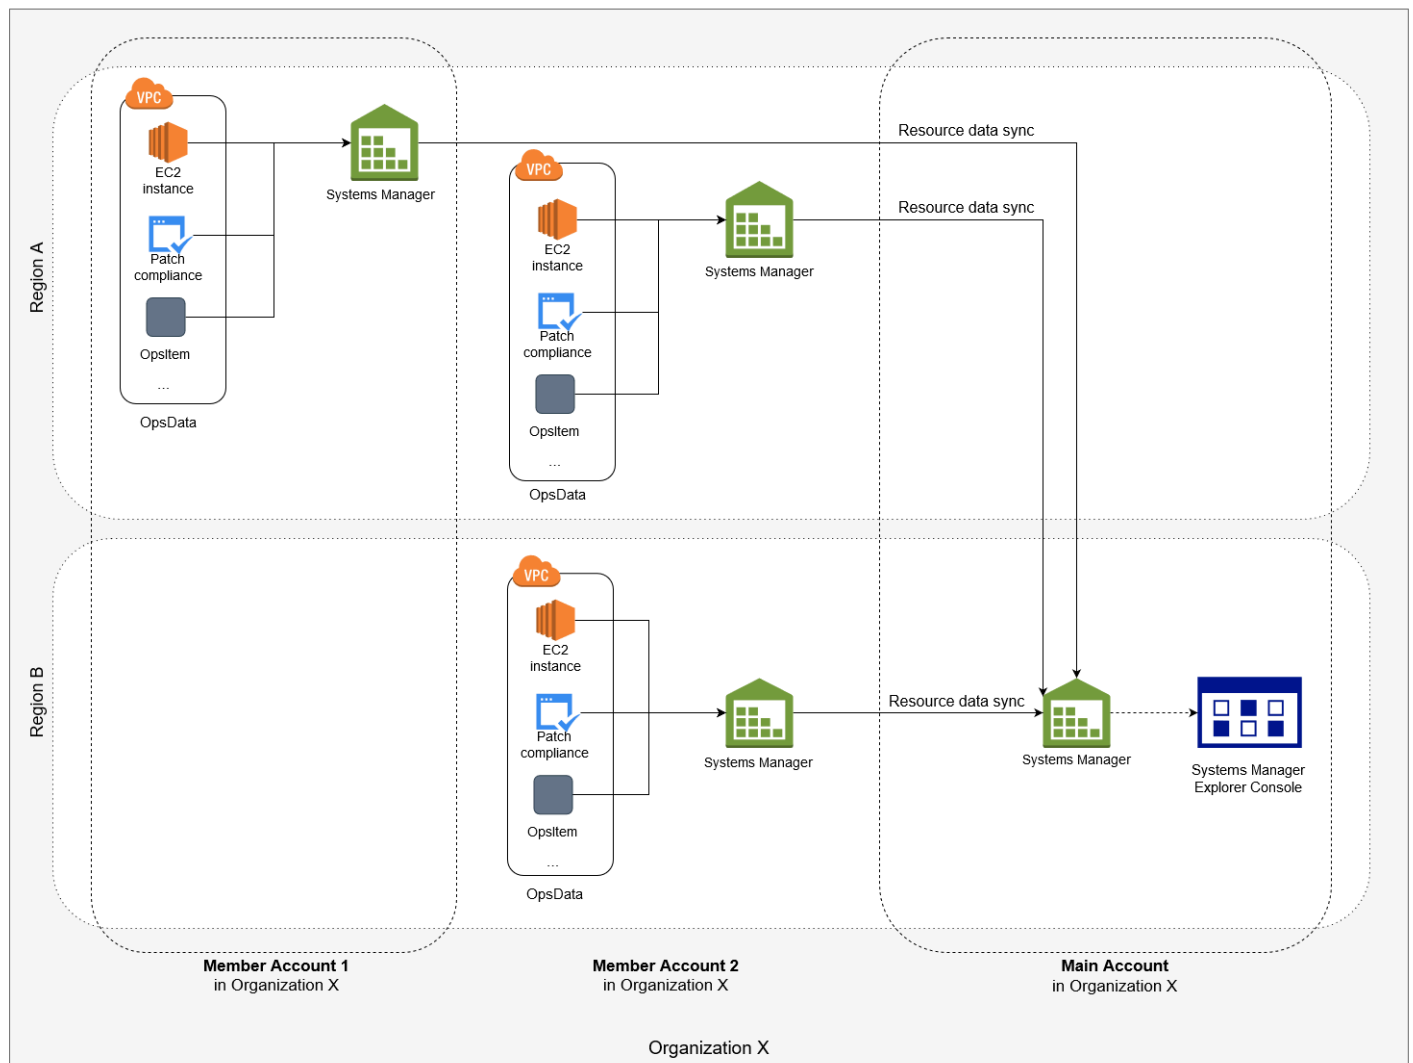 VPC
EC2
instance
Patch
compliance
OpsItem
...
OpsData
Systems Manager
Resource data sync
VPC
EC2
instance
Patch
compliance
OpsItem
...
OpsData
Systems Manager
Resource data sync
Region A
VPC
EC2
instance
Patch
compliance
OpsItem
...
OpsData
Systems Manager
Resource data sync
Systems Manager
Systems Manager
Explorer Console
Region B
Member Account 1
in Organization X
Member Account 2
in Organization X
Main Account
in Organization X
Organization X